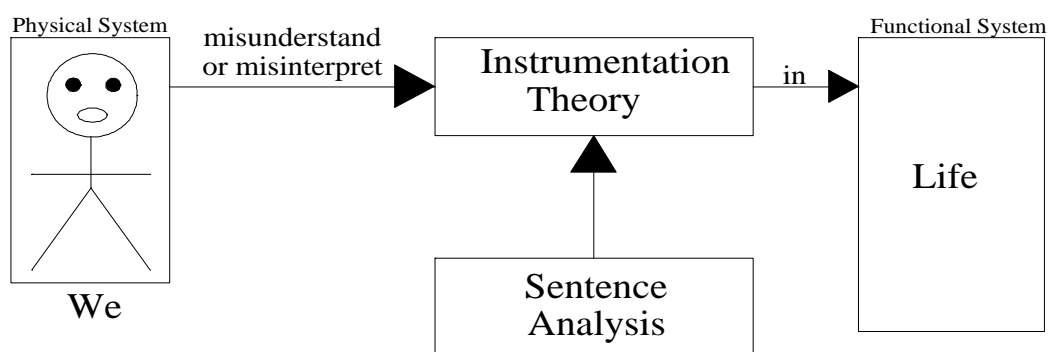 Physical System
We
misunderstand
or misinterpret
Instrumentation
Theory
in
Functional System
Life
Sentence
Analysis